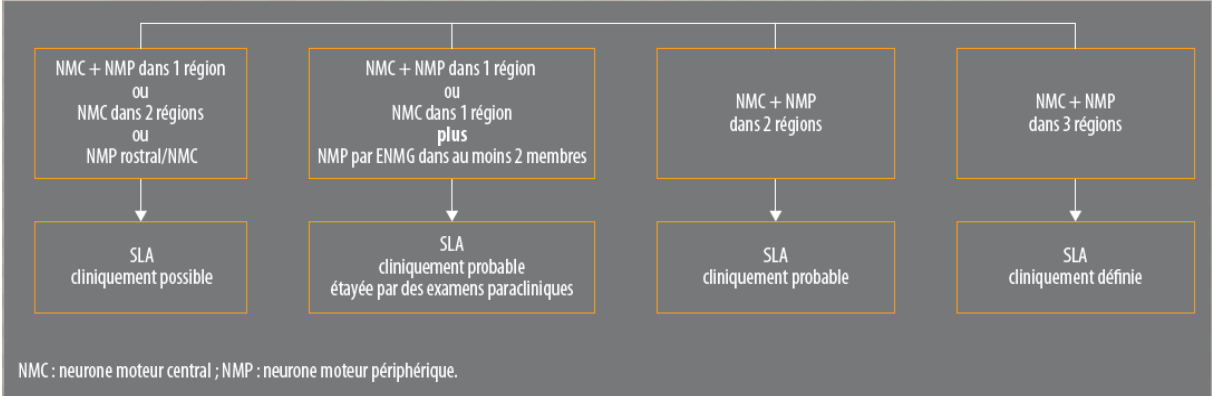 NMC + NMP dans 1 région
ou
NMC dans 2 régions
ou
NMP rostral/NMC
NMC + NMP dans 1 région
ou
NMC dans 1 région
plus
NMP par ENMG dans au moins 2 membres
NMC + NMP
dans 2 régions
NMC + NMP
dans 3 régions
SLA
cliniquement possible
SLA
cliniquement probable
étayée par des examens paracliniques
SLA
cliniquement probable
SLA
cliniquement définie
NMC : neurone moteur central ; NMP : neurone moteur périphérique.